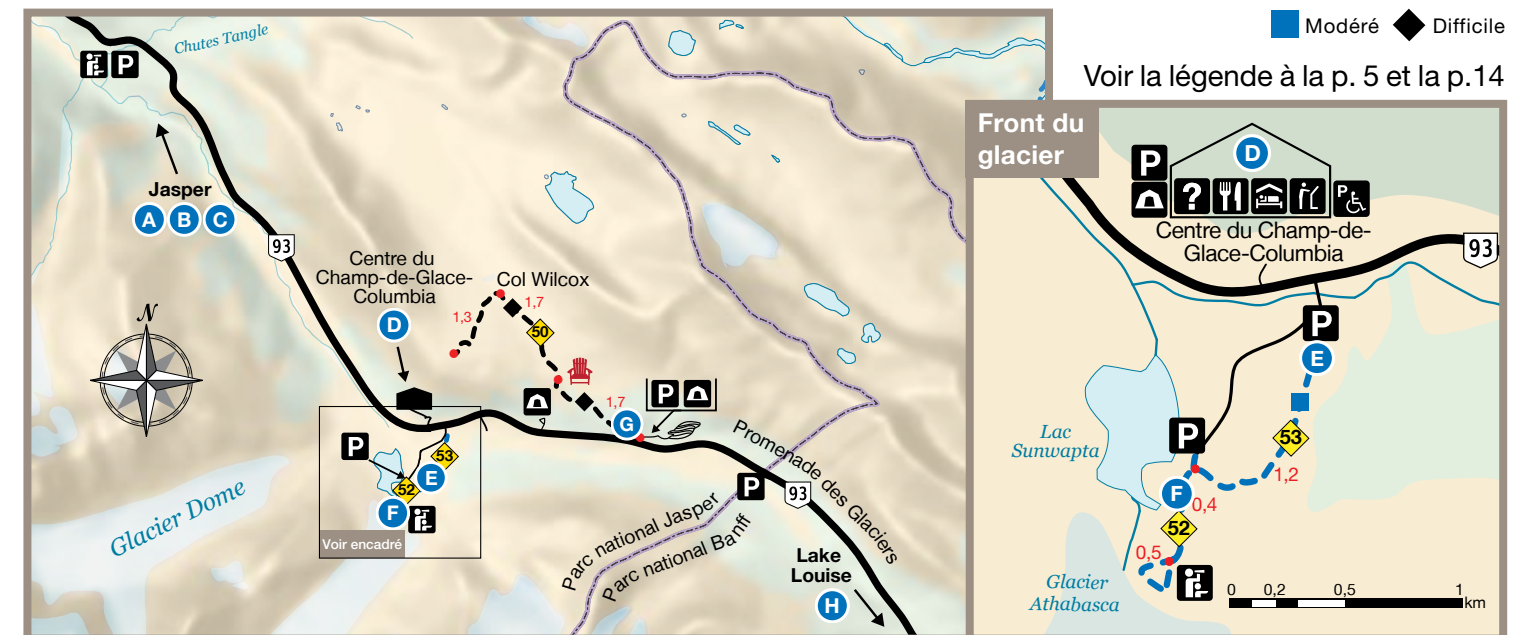 Modéré Difficile
Voir la légende à la p. 5 et la p.14
Chutes Tangle
P
Jasper
A B C
93
N
Centre du
Champ-de-Glace-
Columbia
D
Col Wilcox
1,3
1,7
50
1,7
G
P
P
53
E
52
F
Voir encadré
Glacier Dome
Promenade des Glaciers
P
93
Parc national Jasper
Parc national Banff
Lake
Louise
H
Front du
glacier
P
D
?
P
Centre du Champ-de-
Glace-Columbia
93
P
E
53
1,2
Lac
Sunwapta
P
F
0,4
52
0,5
Glacier
Athabasca
0 0,2 0,5 1
km